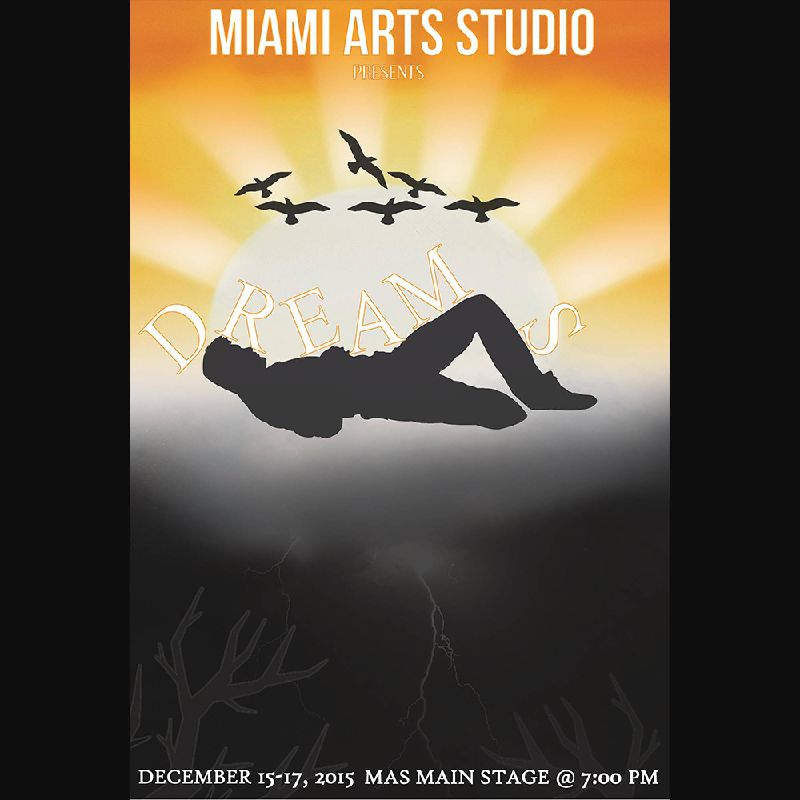 MIAMI ARTS STUDIO
PRESENTS
DREAMS
DECEMBER 15-17, 2015 MAS MAIN STAGE @ 7:00 PM